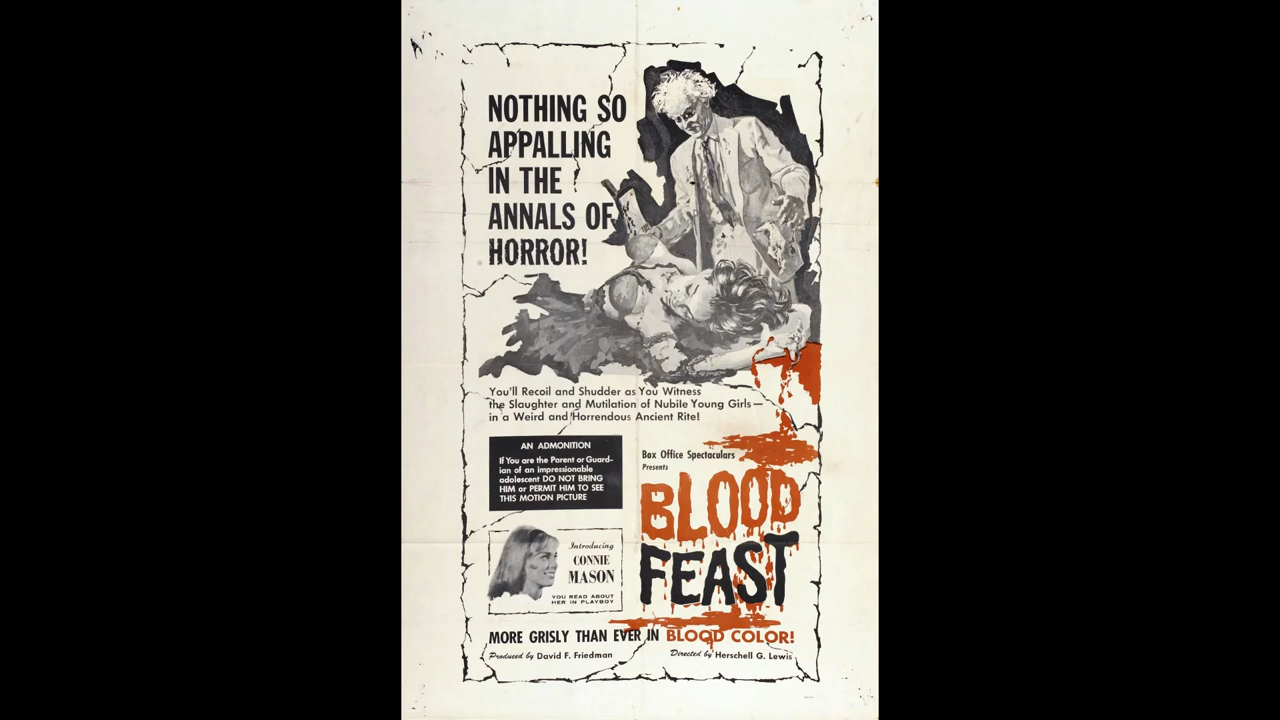 NOTHING SO
APPALLING
IN THE
ANNALS OF
HORROR!
You'll Recoil and Shudder as You Witness
the Slaughter and Mutilation of Nubile Young Girls—
in a Weird and Horrendous Ancient Rite!
AN ADMONITION
If You are the Parent or Guard-
ian of an impressionable
adolescent DO NOT BRING
HIM or PERMIT HIM TO SEE
THIS MOTION PICTURE
Introducing
CONNIE
MASON
YOU READ ABOUT
HER IN PLAYBOY
Box Office Spectaculars
Presents
BLOOD
FEAST
MORE GRISLY THAN EVER IN BLOOD COLOR!
Produced by David F. Friedman
Directed by Herschell G. Lewis